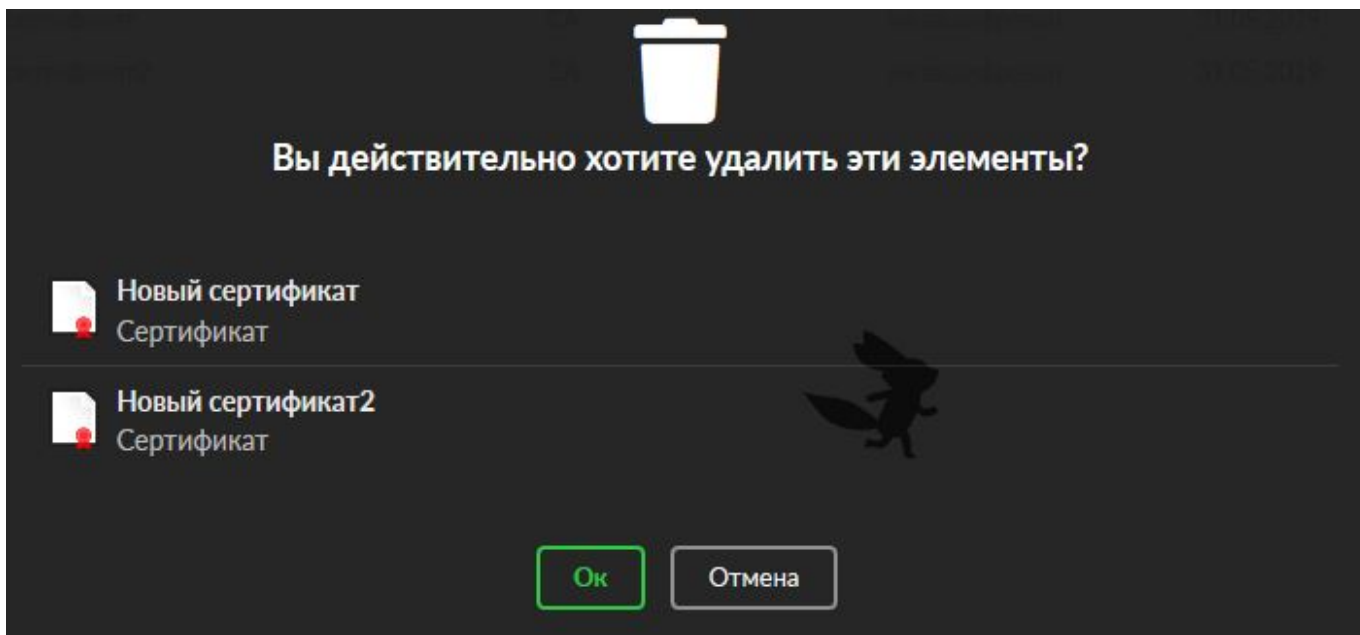 Вы действительно хотите удалить эти элементы?
Новый сертификат
Сертификат
Новый сертификат2
Сертификат
Ок
Отмена